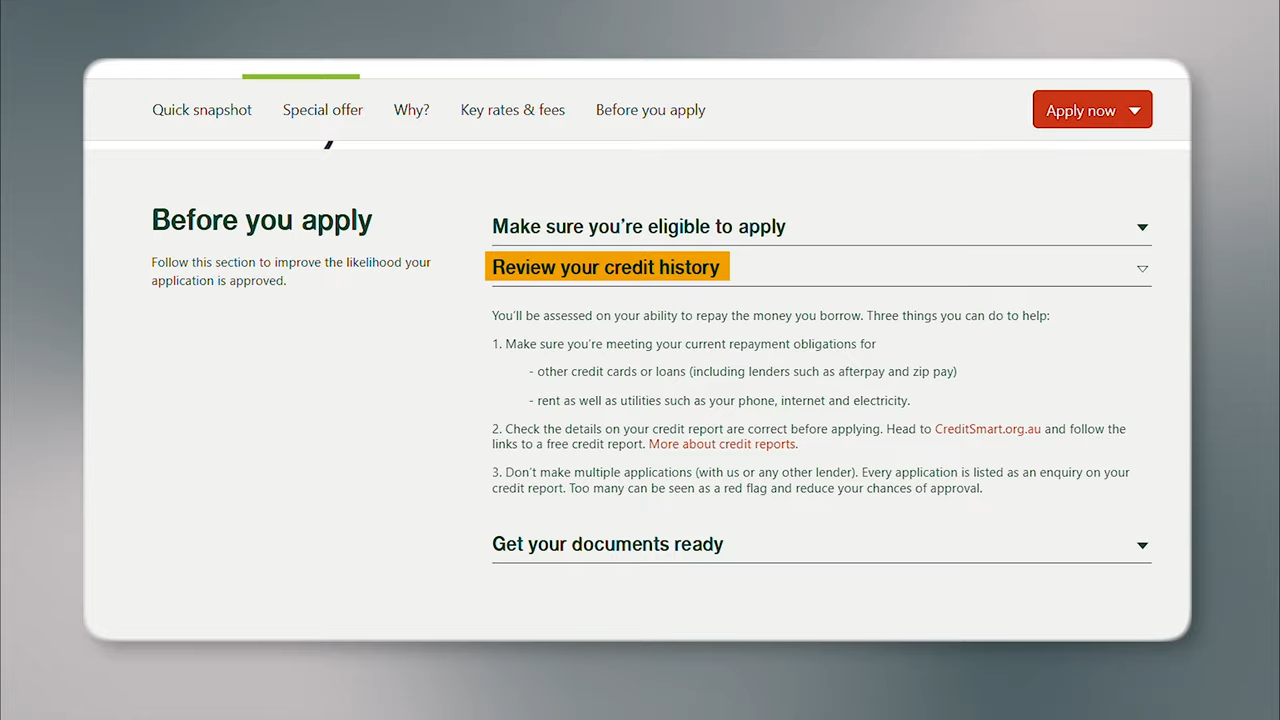 Quick snapshot
Special offer
Why?
Key rates & fees
Before you apply
Apply now
Before you apply
Follow this section to improve the likelihood your
application is approved.
Make sure you're eligible to apply
Review your credit history
You'll be assessed on your ability to repay the money you borrow. Three things you can do to help:
1. Make sure you're meeting your current repayment obligations for
- other credit cards or loans (including lenders such as afterpay and zip pay)
- rent as well as utilities such as your phone, internet and electricity.
2. Check the details on your credit report are correct before applying. Head to CreditSmart.org.au and follow the
links to a free credit report. More about credit reports.
3. Don't make multiple applications (with us or any other lender). Every application is listed as an enquiry on your
credit report. Too many can be seen as a red flag and reduce your chances of approval.
Get your documents ready